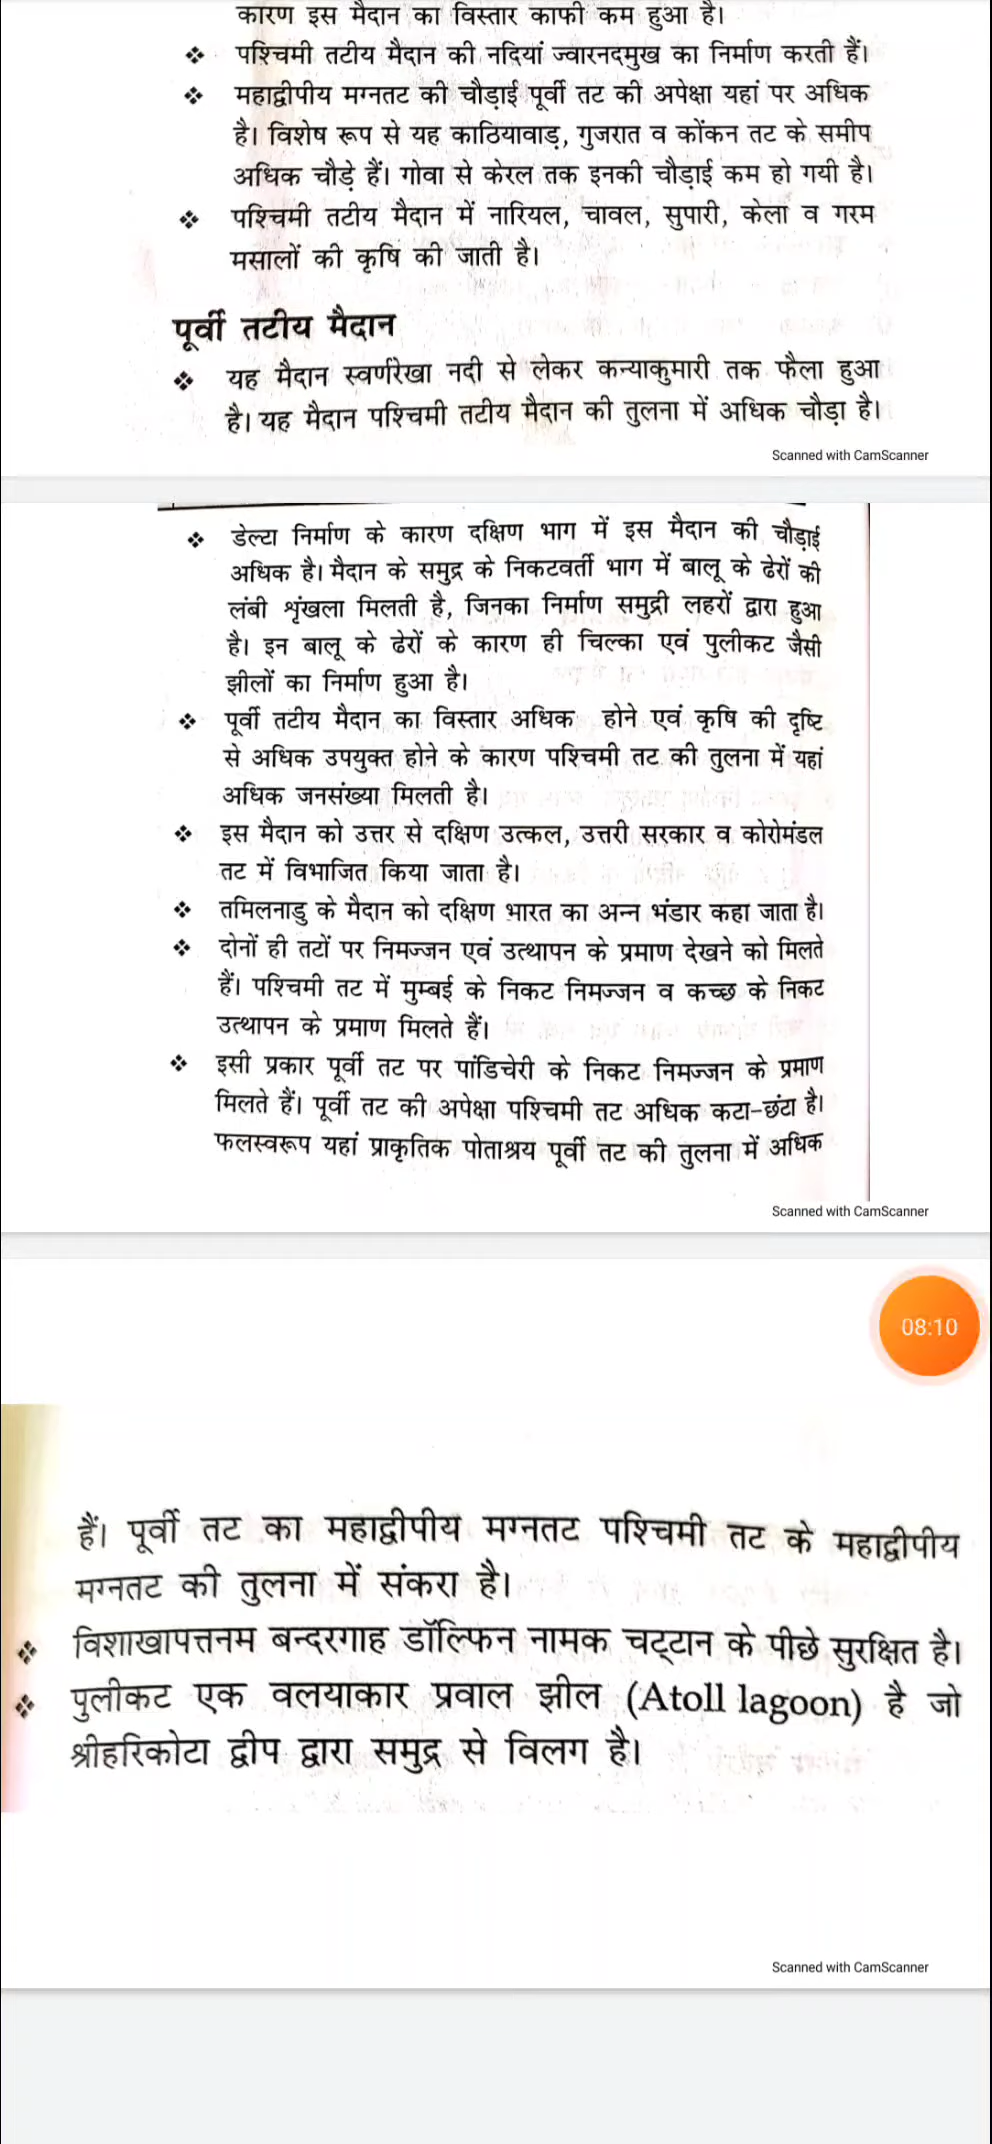 कारण इस मैदान का विस्तार काफी कम हुआ है।
❖ पश्चिमी तटीय मैदान की नदियां ज्वारनदमुख का निर्माण करती हैं।
❖ महाद्वीपीय मग्नतट की चौड़ाई पूर्वी तट की अपेक्षा यहां पर अधिक
है। विशेष रूप से यह काठियावाड़, गुजरात व कोंकन तट के समीप
अधिक चौड़े हैं। गोवा से केरल तक इनकी चौड़ाई कम हो गयी है।
❖ पश्चिमी तटीय मैदान में नारियल, चावल, सुपारी, केला व गरम
मसालों की कृषि की जाती है।
पूर्वी तटीय मैदान
❖ यह मैदान स्वर्णरेखा नदी से लेकर कन्याकुमारी तक फैला हुआ
है। यह मैदान पश्चिमी तटीय मैदान की तुलना में अधिक चौड़ा है।
Scanned with CamScanner
❖ डेल्टा निर्माण के कारण दक्षिण भाग में इस मैदान की चौड़ाई
अधिक है। मैदान के समुद्र के निकटवर्ती भाग में बालू के ढेरों की
लंबी शृंखला मिलती है, जिनका निर्माण समुद्री लहरों द्वारा हुआ
है। इन बालू के ढेरों के कारण ही चिल्का एवं पुलीकट जैसी
झीलों का निर्माण हुआ है।
❖ पूर्वी तटीय मैदान का विस्तार अधिक होने एवं कृषि की दृष्टि
से अधिक उपयुक्त होने के कारण पश्चिमी तट की तुलना में यहां
अधिक जनसंख्या मिलती है।
❖ इस मैदान को उत्तर से दक्षिण उत्कल, उत्तरी सरकार व कोरोमंडल
तट में विभाजित किया जाता है।
❖ तमिलनाडु के मैदान को दक्षिण भारत का अन्न भंडार कहा जाता है।
❖ दोनों ही तटों पर निमज्जन एवं उत्थापन के प्रमाण देखने को मिलते
हैं। पश्चिमी तट में मुम्बई के निकट निमज्जन व कच्छ के निकट
उत्थापन के प्रमाण मिलते हैं।
❖ इसी प्रकार पूर्वी तट पर पांडिचेरी के निकट निमज्जन के प्रमाण
मिलते हैं। पूर्वी तट की अपेक्षा पश्चिमी तट अधिक कटा-छंटा है।
फलस्वरूप यहां प्राकृतिक पोताश्रय पूर्वी तट की तुलना में अधिक
Scanned with CamScanner
08:10
हैं। पूर्वी तट का महाद्वीपीय मग्नतट पश्चिमी तट के महाद्वीपीय
मग्नतट की तुलना में संकरा है।
❖ विशाखापत्तनम बन्दरगाह डॉल्फिन नामक चट्टान के पीछे सुरक्षित है।
❖ पुलीकट एक वलयाकार प्रवाल झील (Atoll lagoon) है जो
श्रीहरिकोटा द्वीप द्वारा समुद्र से विलग है।
Scanned with CamScanner